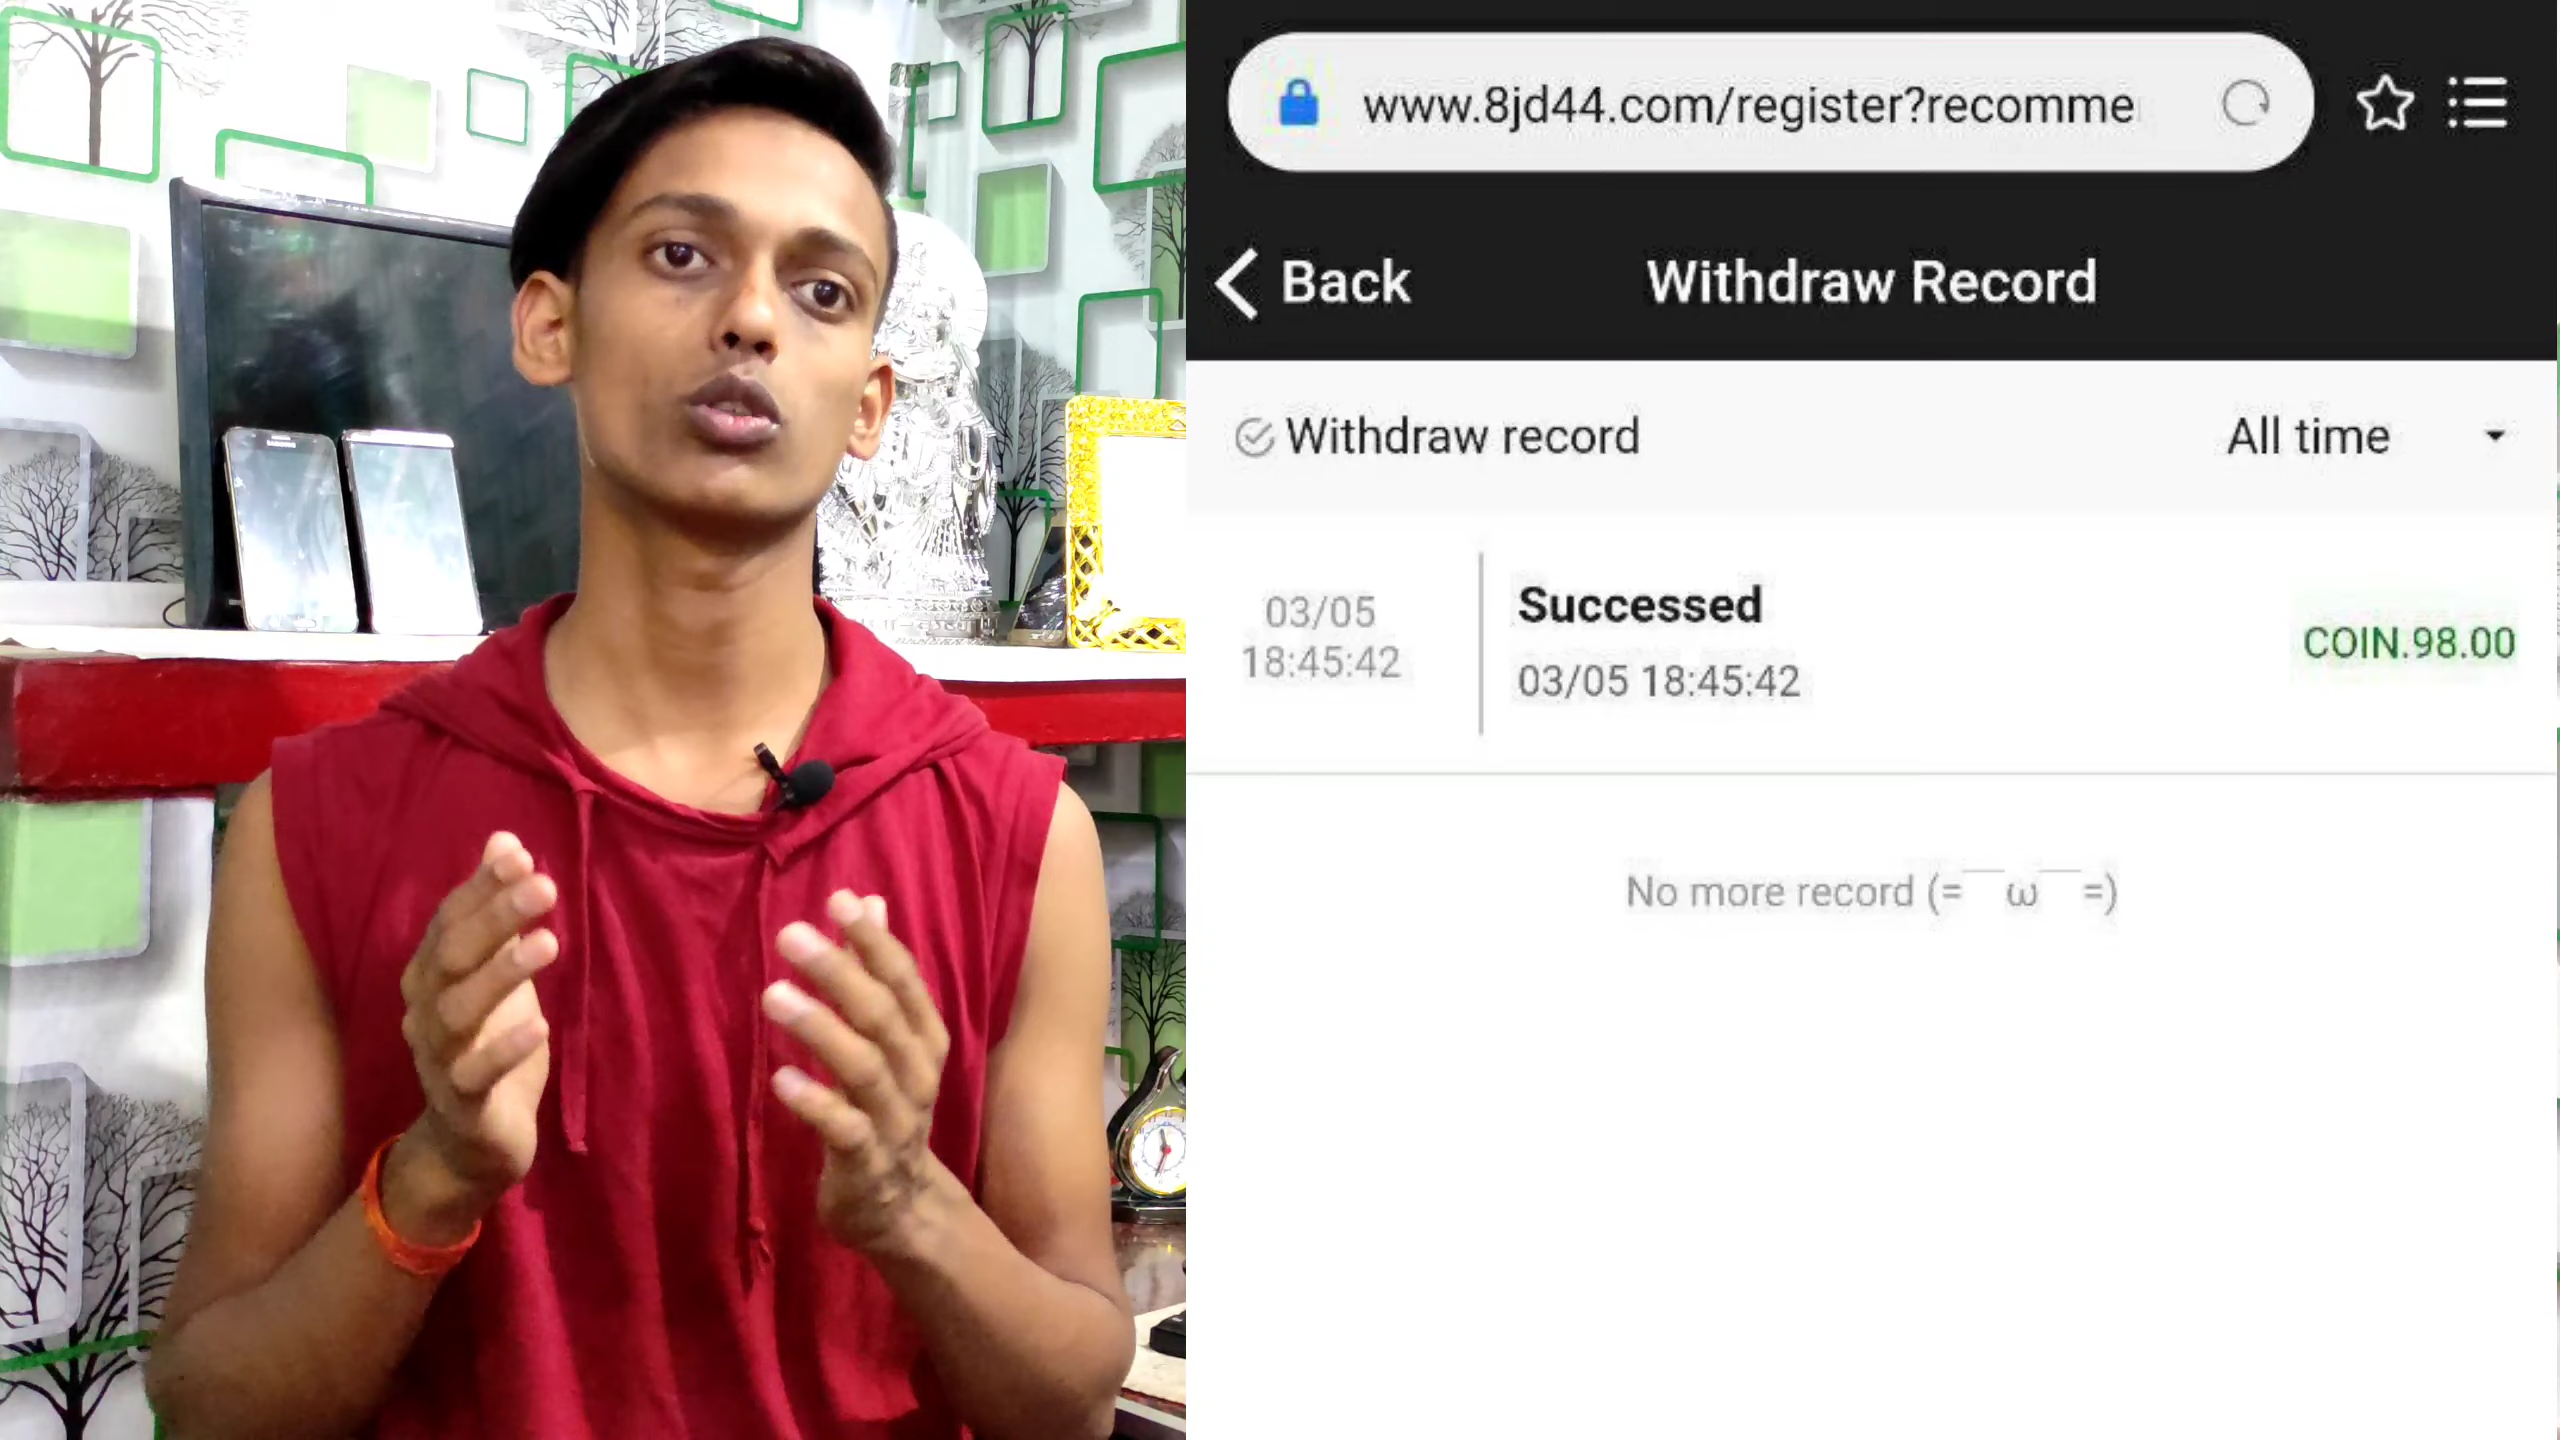 www.8jd44.com/register?recomme
Back
Withdraw Record
Withdraw record
All time
03/05
18:45:42
Successed
03/05 18:45:42
COIN.98.00
No more record (=￣ω￣=)